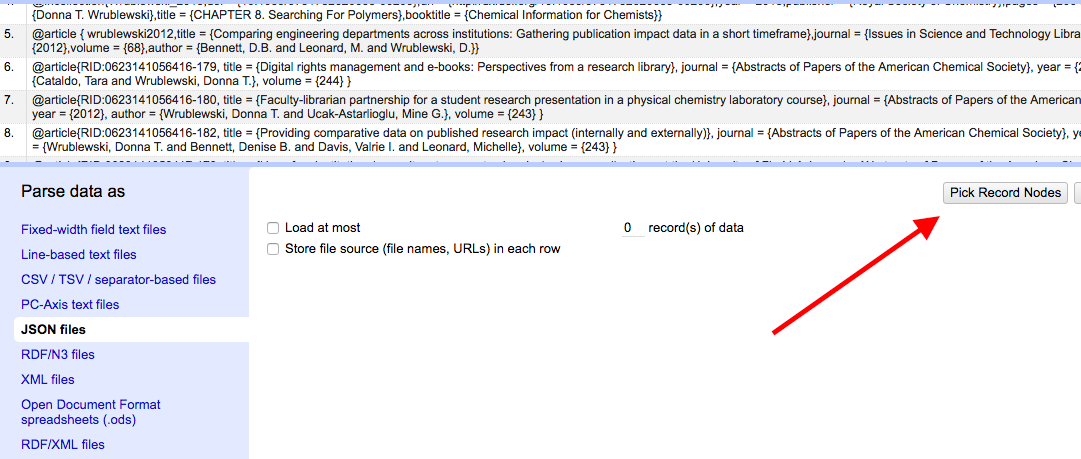 {Donna T. Wrublewski},title = {CHAPTER 8. Searching For Polymers},booktitle = {Chemical Information for Chemists}}
5. @article { wrublewski2012,title = {Comparing engineering departments across institutions: Gathering publication impact data in a short timeframe},journal = {Issues in Science and Technology Libra
{2012},volume = {68},author = {Bennett, D.B. and Leonard, M. and Wrublewski, D.}}
6. @article{RID:0623141056416-179, title = {Digital rights management and e-books: Perspectives from a research library}, journal = {Abstracts of Papers of the American Chemical Society}, year = {2
{Cataldo, Tara and Wrublewski, Donna T.}, volume = {244} }
7. @article{RID:0623141056416-180, title = {Faculty-librarian partnership for a student research presentation in a physical chemistry laboratory course}, journal = {Abstracts of Papers of the American
year = {2012}, author = {Wrublewski, Donna T. and Ucak-Astarlioglu, Mine G.}, volume = {243} }
8. @article{RID:0623141056416-182, title = {Providing comparative data on published research impact (internally and externally)}, journal = {Abstracts of Papers of the American Chemical Society}, ye
= {Wrublewski, Donna T. and Bennett, Denise B. and Davis, Valrie I. and Leonard, Michelle}, volume = {243} }
Parse data as
Pick Record Nodes
Load at most 0 record(s) of data
Store file source (file names, URLs) in each row
Fixed-width field text files
Line-based text files
CSV / TSV / separator-based files
PC-Axis text files
JSON files
RDF/N3 files
XML files
Open Document Format
spreadsheets (.ods)
RDF/XML files